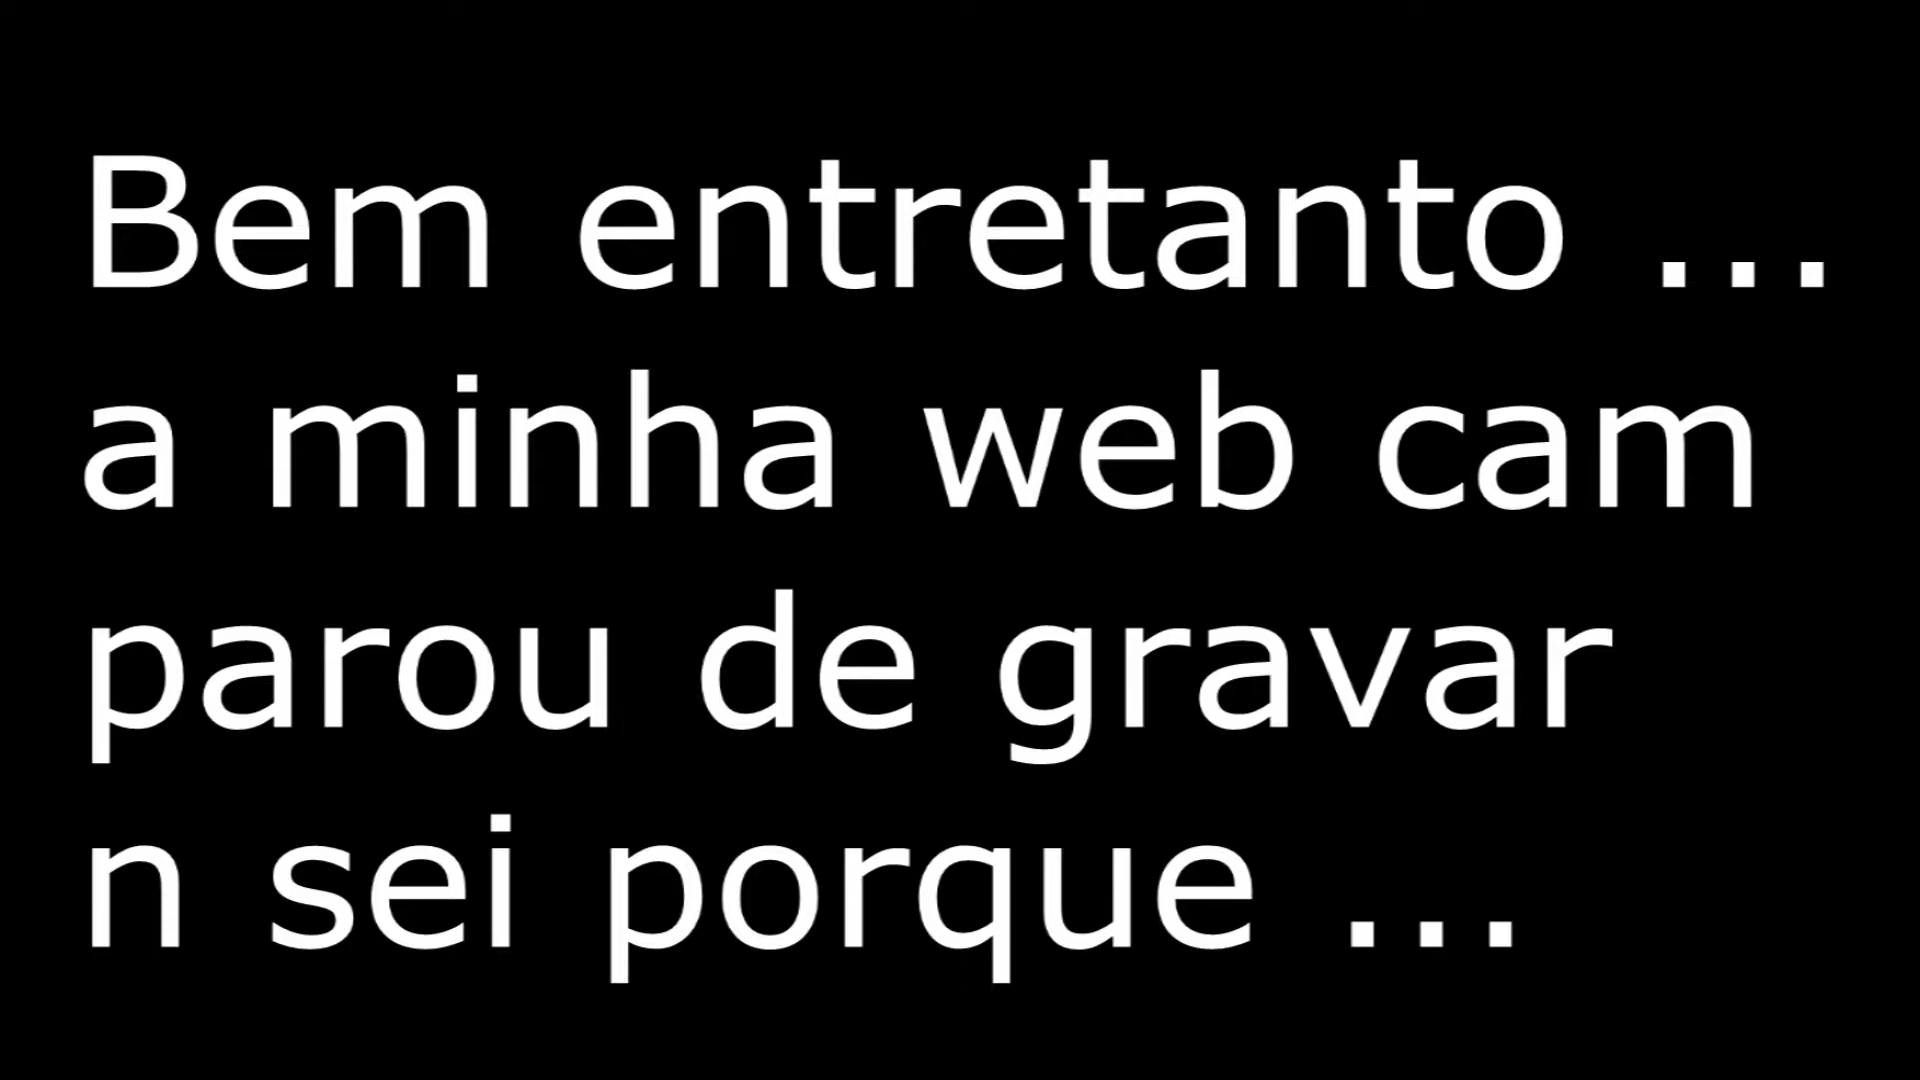 Bem entretanto ...
a minha web cam
parou de gravar
n sei porque ...